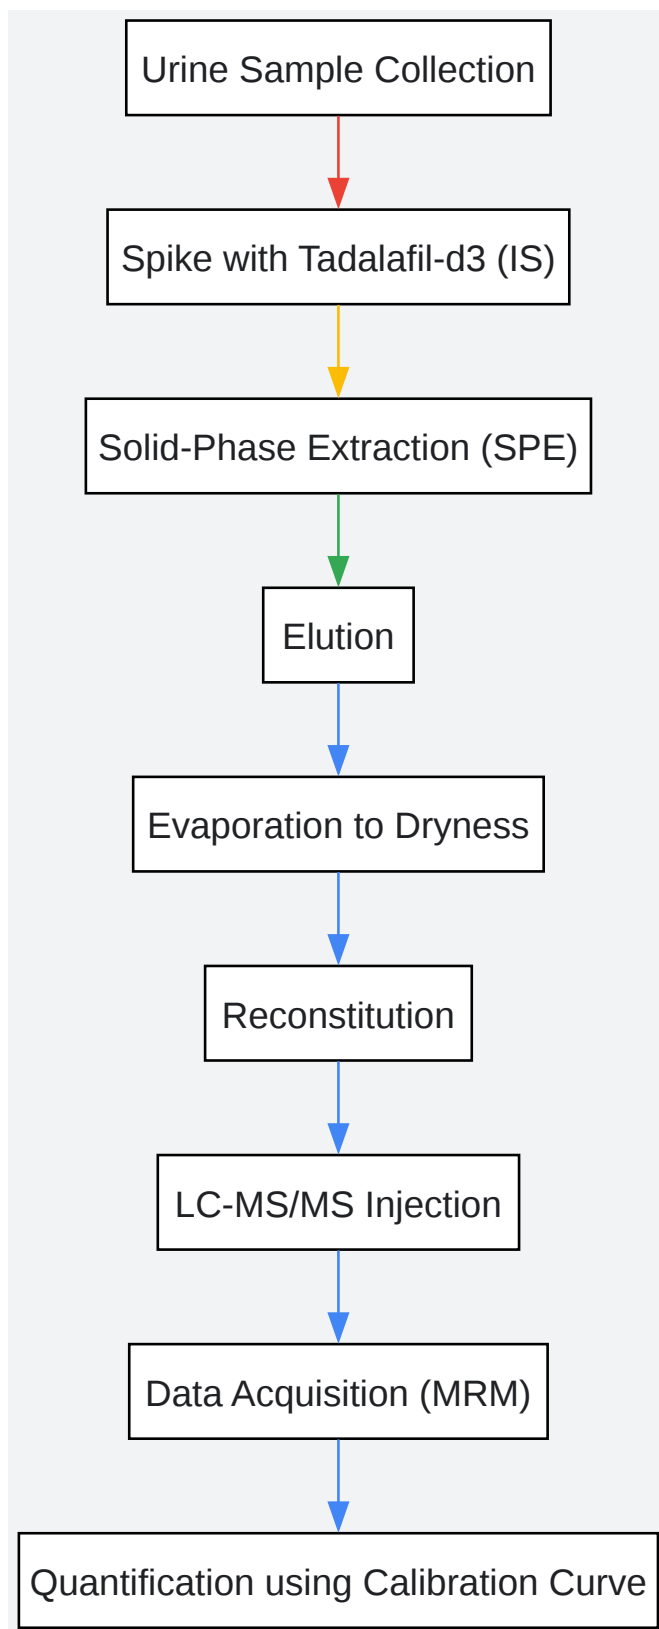 Urine Sample Collection
Spike with Tadalafil-d3 (IS)
Solid-Phase Extraction (SPE)
Elution
Evaporation to Dryness
Reconstitution
LC-MS/MS Injection
Data Acquisition (MRM)
Quantification using Calibration Curve